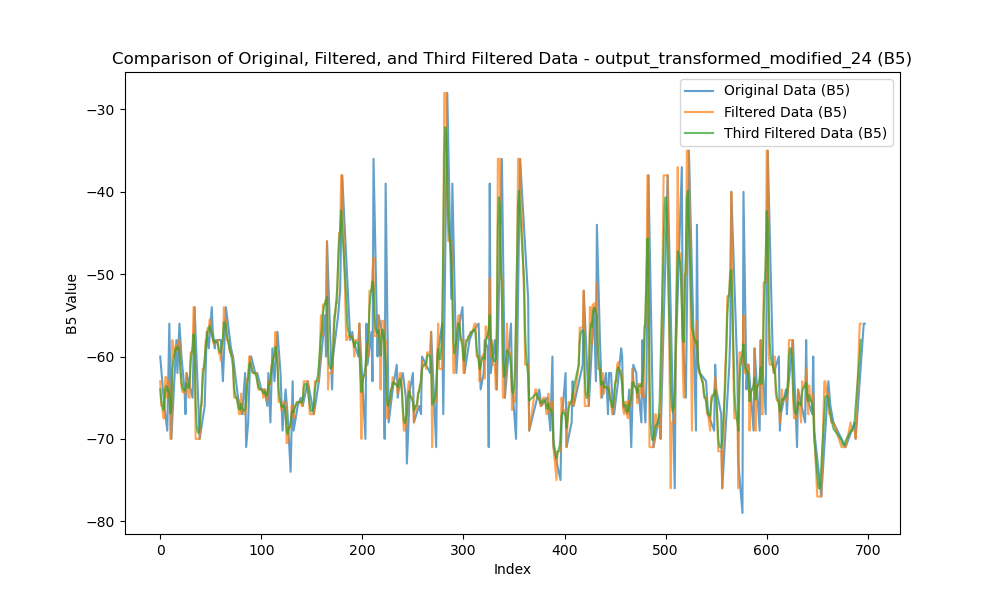 Comparison of Original, Filtered, and Third Filtered Data - output_transformed_modified_24 (B5)
Original Data (B5)
Filtered Data (B5)
Third Filtered Data (B5)
B5 Value
−30
−40
−50
−60
−70
−80
0 100 200 300 400 500 600 700
Index